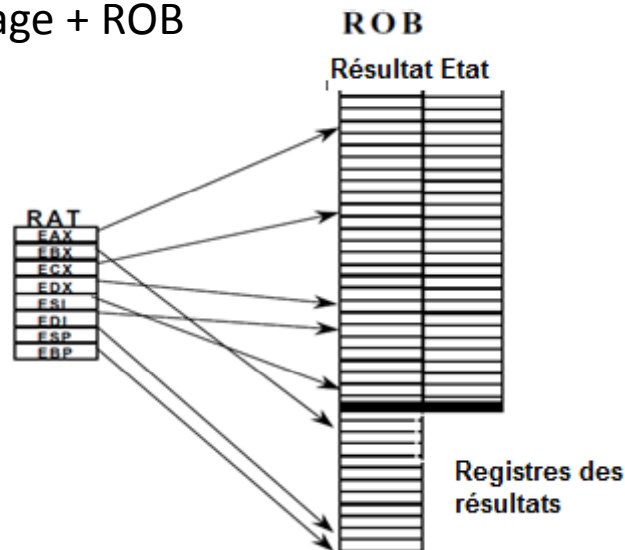 age + ROB
ROB
Résultat Etat
RAT
EAX
EBX
ECX
EDX
ESI
EDI
ESP
EBP
Registres des
résultats